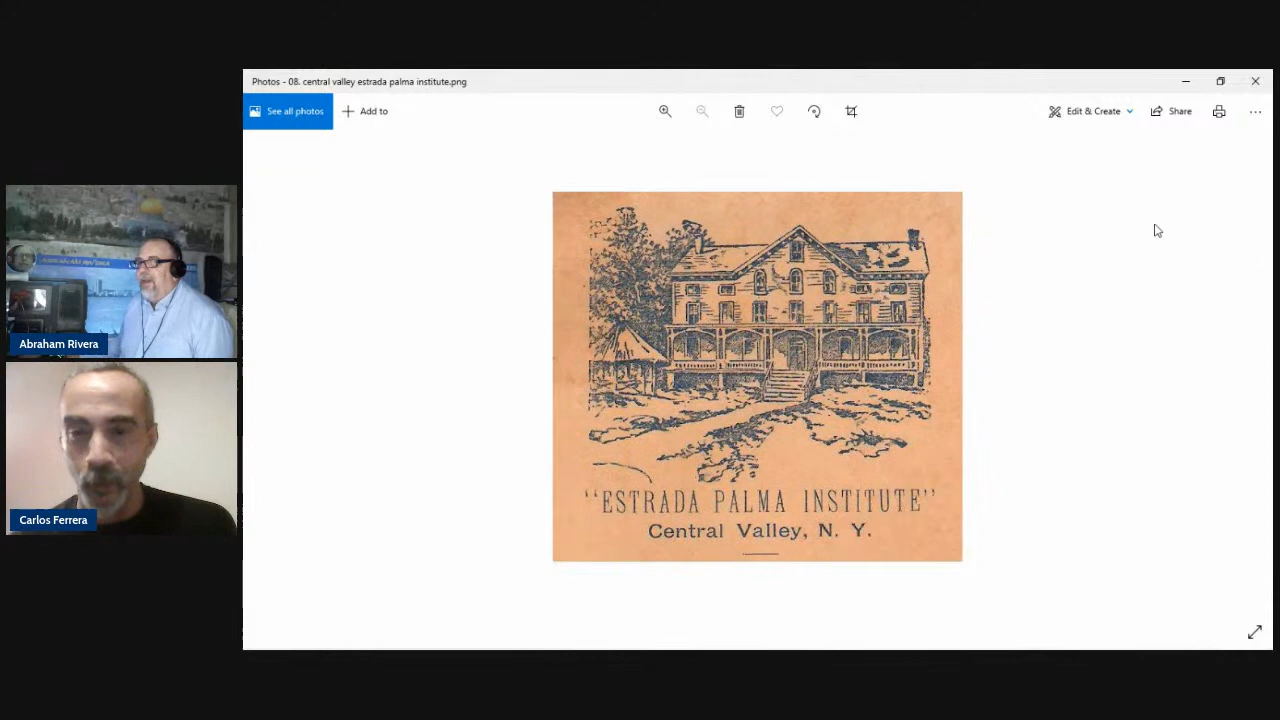 Photos - 08. central valley estrada palma institute.png
See all photos
Add to
Edit & Create
Share
Abraham Rivera
Carlos Ferrera
"ESTRADA PALMA INSTITUTE"
Central Valley, N. Y.